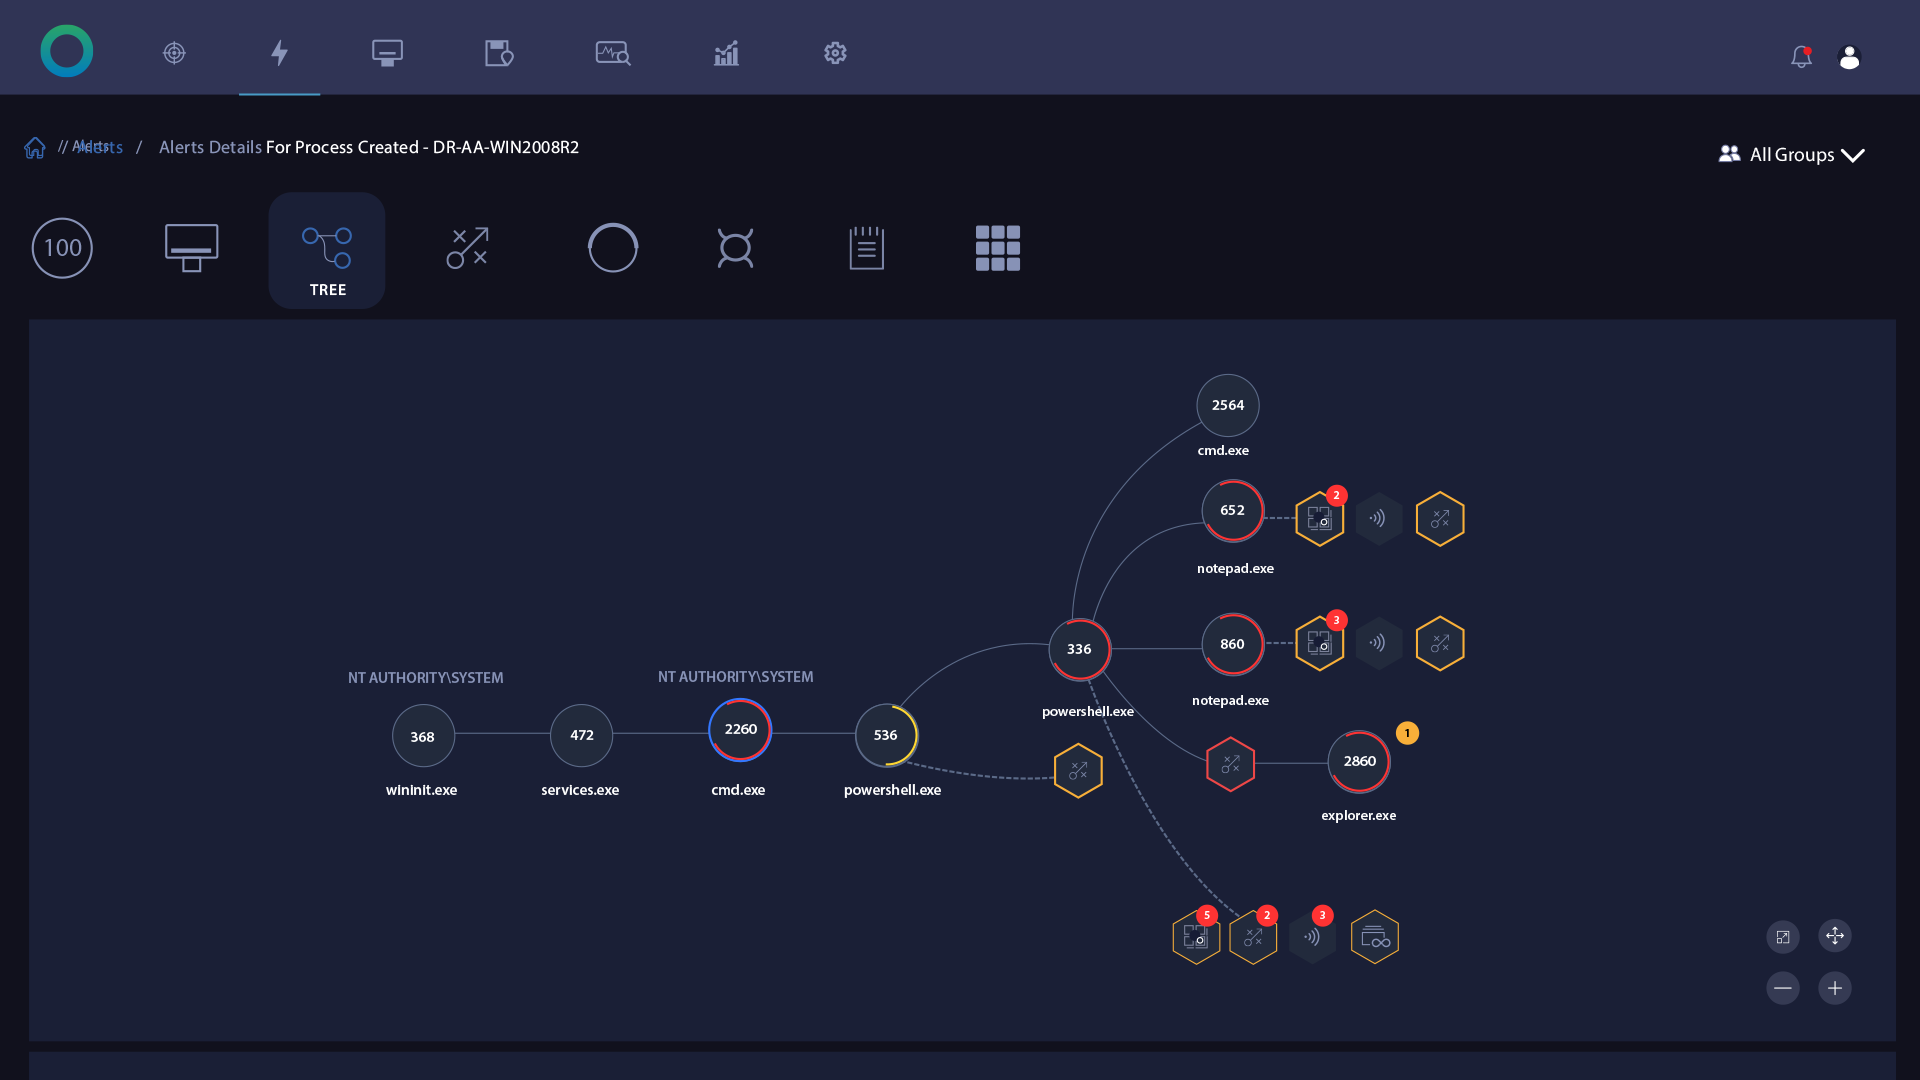 // Alerts
Alerts / Alerts Details For Process Created - DR-AA-WIN2008R2
All Groups
100
TREE
2564
cmd.exe
652
2
notepad.exe
860
3
notepad.exe
336
powershell.exe
NT AUTHORITY\SYSTEM
NT AUTHORITY\SYSTEM
368
472
2260
536
wininit.exe
services.exe
cmd.exe
powershell.exe
1
2860
explorer.exe
5
2
3